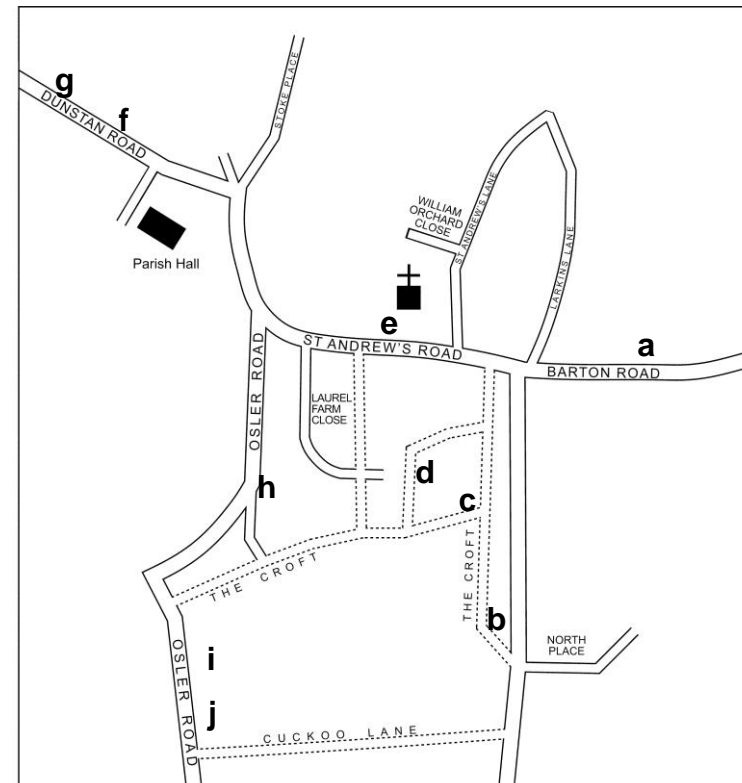 g
DUNSTAN ROAD
f
STOKE PLACE
Parish Hall
WILLIAM
ORCHARD
CLOSE
ST ANDREW'S LANE
LARKINS LANE
e
ST ANDREW'S ROAD
a
BARTON ROAD
OSLER ROAD
LAUREL
FARM
CLOSE
d
h
c
THE CROFT
THE CROFT
b
NORTH
PLACE
i
OSLER ROAD
j
CUCKOO LANE